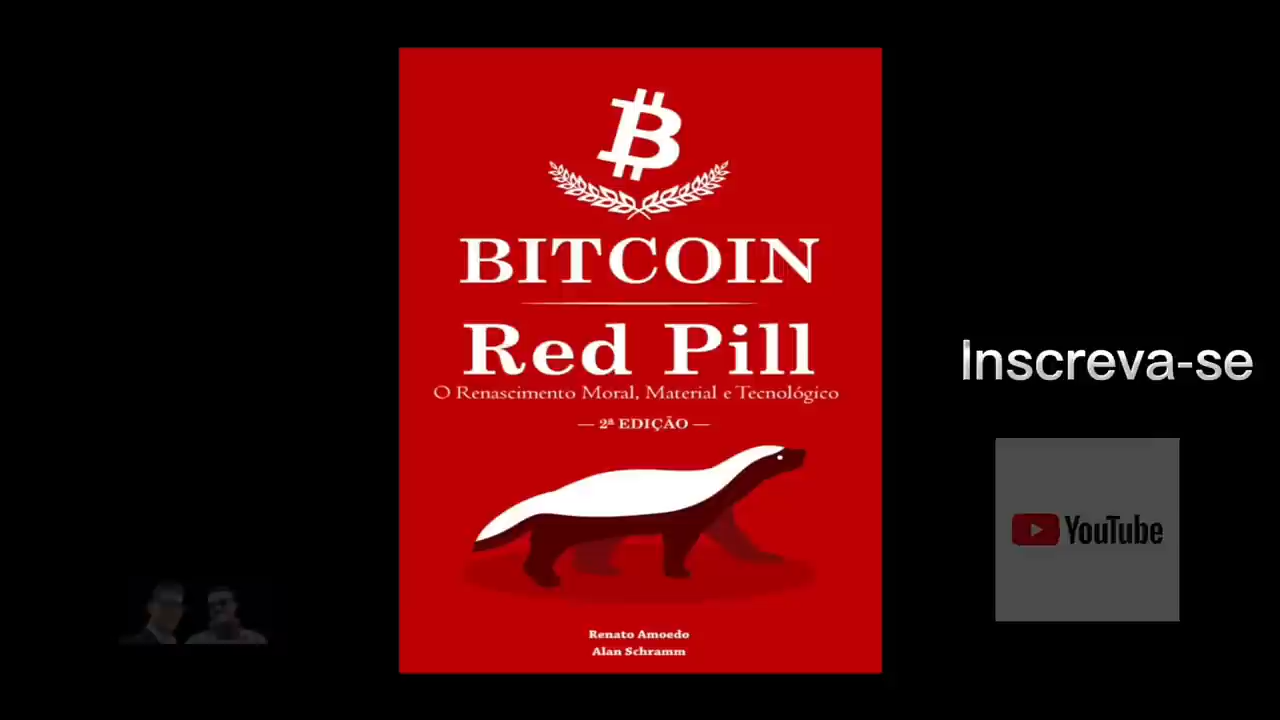 BITCOIN
Red Pill
O Renascimento Moral, Material e Tecnológico
— 2ª EDIÇÃO —
Renato Amoedo
Alan Schramm
Inscreva-se
YouTube